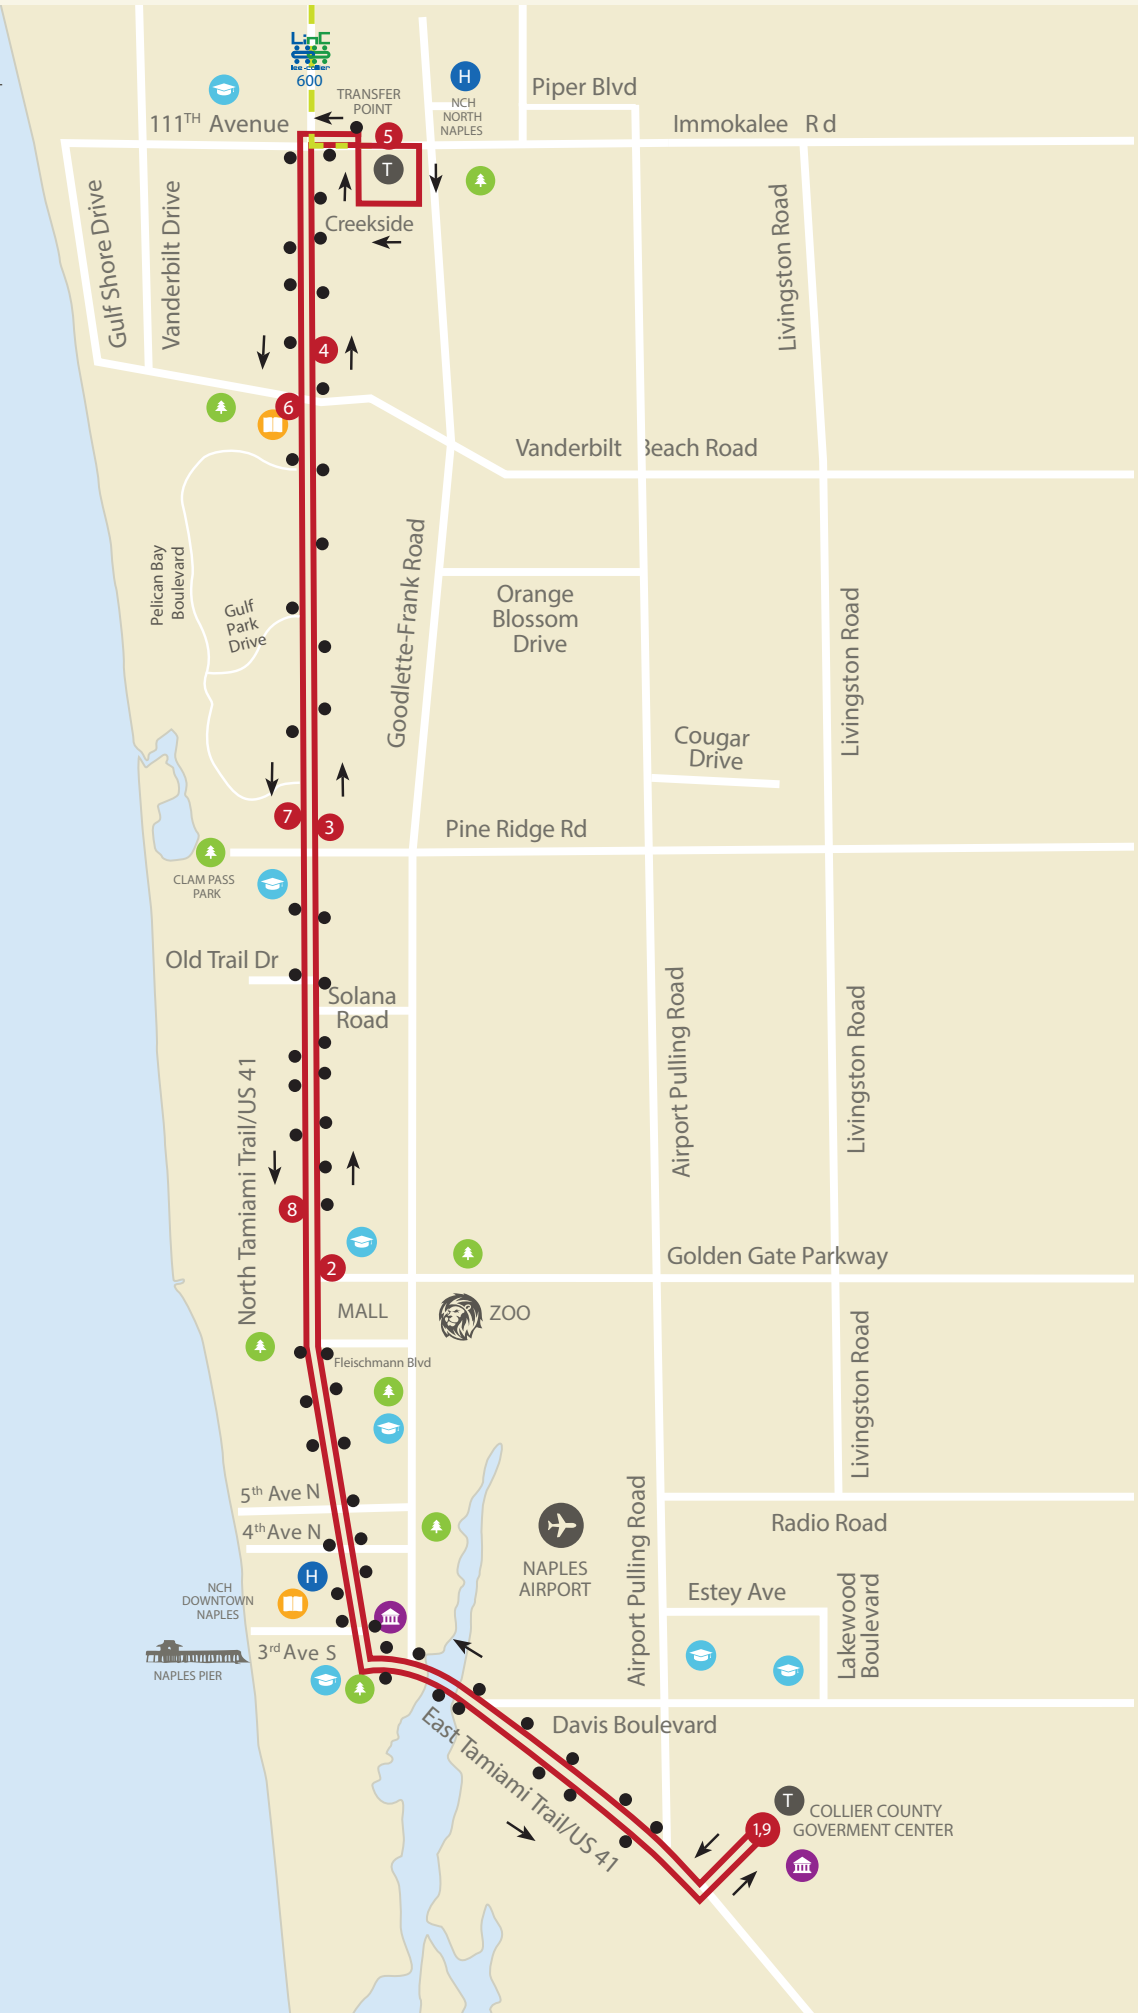 LinC
lee-collier
600
H
TRANSFER
POINT
NCH
NORTH
NAPLES
Piper Blvd
111TH Avenue
5
Immokalee Rd
T
Creekside
Gulf Shore Drive
Vanderbilt Drive
Livingston Road
4
6
Vanderbilt Beach Road
Goodlette-Frank Road
Pelican Bay
Boulevard
Gulf
Park
Drive
Orange
Blossom
Drive
Livingston Road
Cougar
Drive
7
3
Pine Ridge Rd
CLAM PASS
PARK
Old Trail Dr
Solana
Road
Airport Pulling Road
Livingston Road
North Tamiami Trail/US 41
8
2
Golden Gate Parkway
MALL
ZOO
Fleischmann Blvd
Livingston Road
5th Ave N
4th Ave N
Radio Road
NAPLES
AIRPORT
Airport Pulling Road
H
NCH
DOWNTOWN
NAPLES
Estey Ave
Lakewood
Boulevard
3rd Ave S
NAPLES PIER
Davis Boulevard
East Tamiami Trail/US 41
T
COLLIER COUNTY
GOVERMENT CENTER
1,9